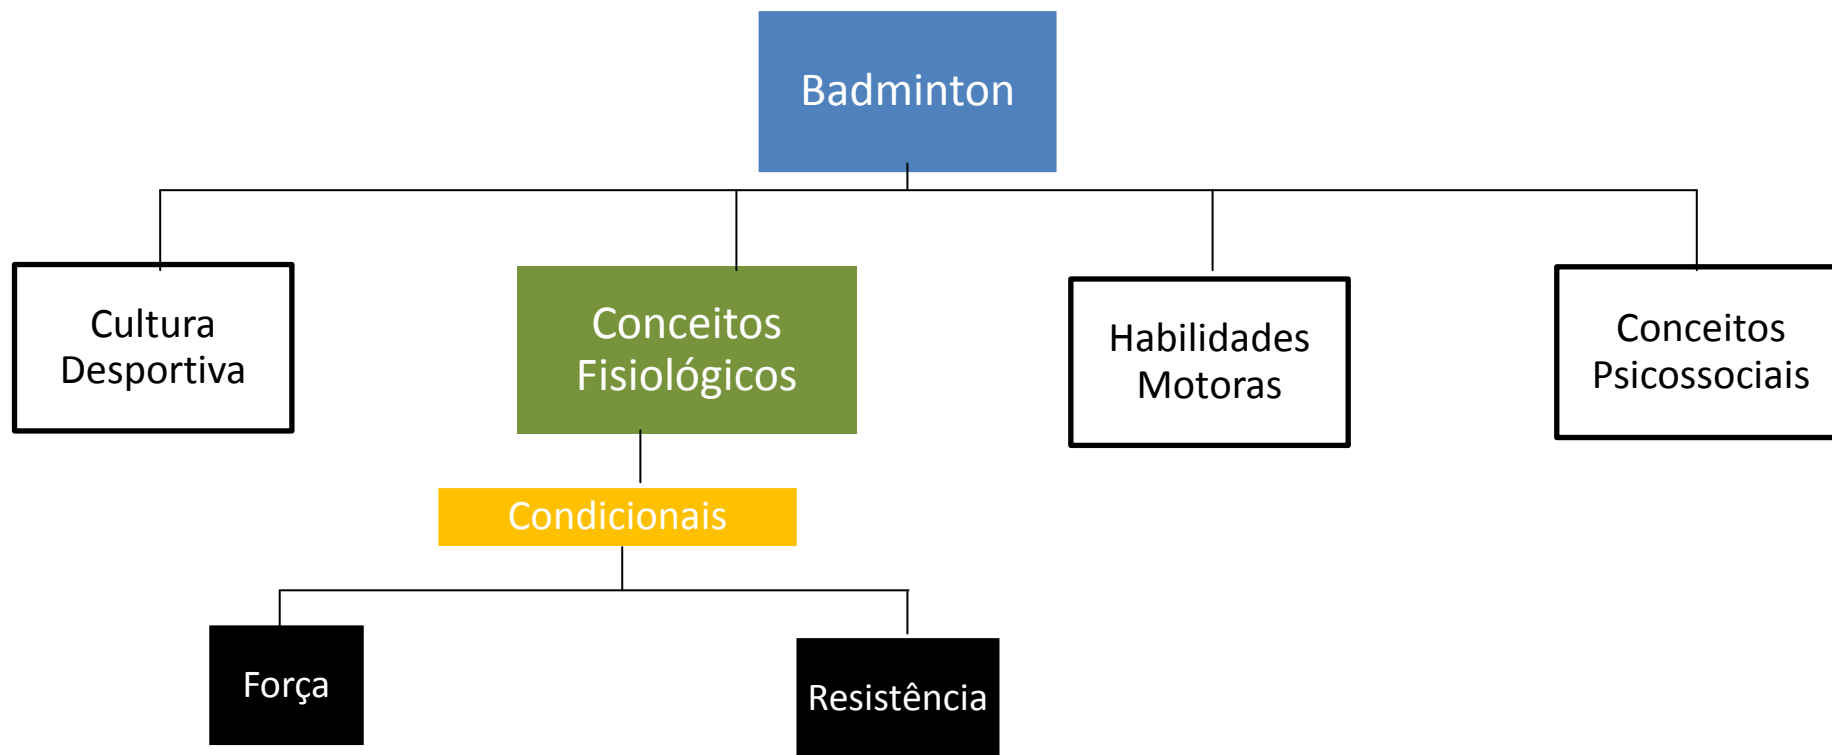 Badminton
Cultura
Desportiva
Conceitos
Fisiológicos
Habilidades
Motoras
Conceitos
Psicossociais
Condicionais
Força
Resistência